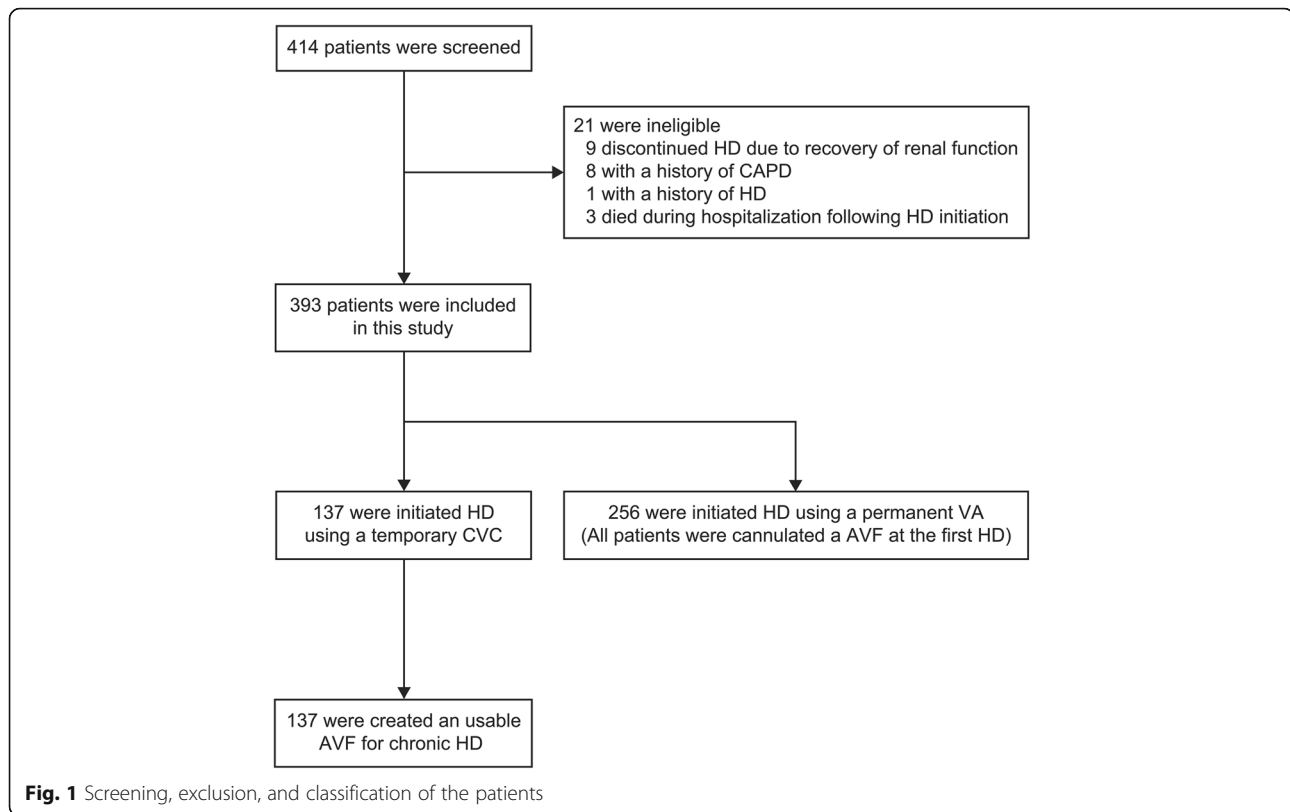 414 patients were screened
21 were ineligible
9 discontinued HD due to recovery of renal function
8 with a history of CAPD
1 with a history of HD
3 died during hospitalization following HD initiation
393 patients were included
in this study
137 were initiated HD
using a temporary CVC
256 were initiated HD using a permanent VA
(All patients were cannulated a AVF at the first HD)
137 were created an usable
AVF for chronic HD
Fig. 1 Screening, exclusion, and classification of the patients